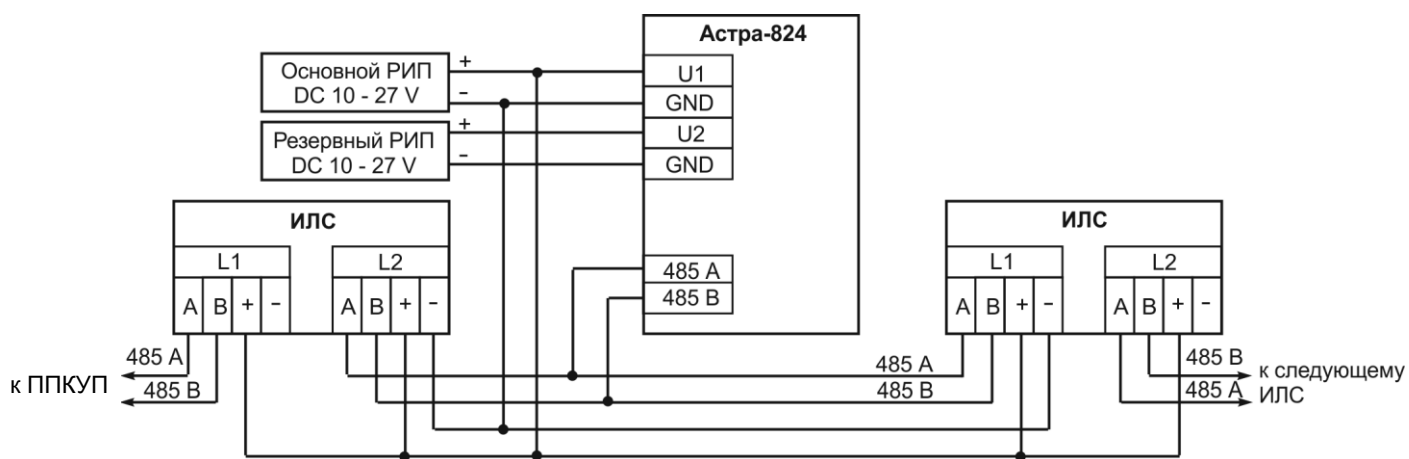 Астра-824
Основной РИП
DC 10 - 27 V
+
-
U1
GND
Резервный РИП
DC 10 - 27 V
+
-
U2
GND
ИЛС
L1
L2
A B + -
A B + -
485 A
485 B
ИЛС
L1
L2
A B + -
A B + -
485 A
485 B
к ППКУП
485 A
485 B
485 B
485 A
к следующему
ИЛС